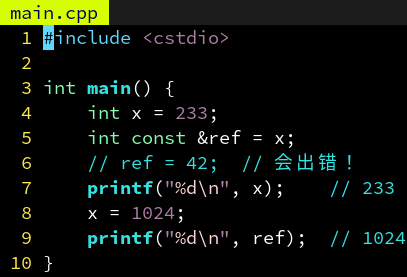 main.cpp
1 #include <cstdio>
2
3 int main() {
4     int x = 233;
5     int const &ref = x;
6     // ref = 42;  // 会出错！
7     printf("%d\n", x);    // 233
8     x = 1024;
9     printf("%d\n", ref);  // 1024
10 }